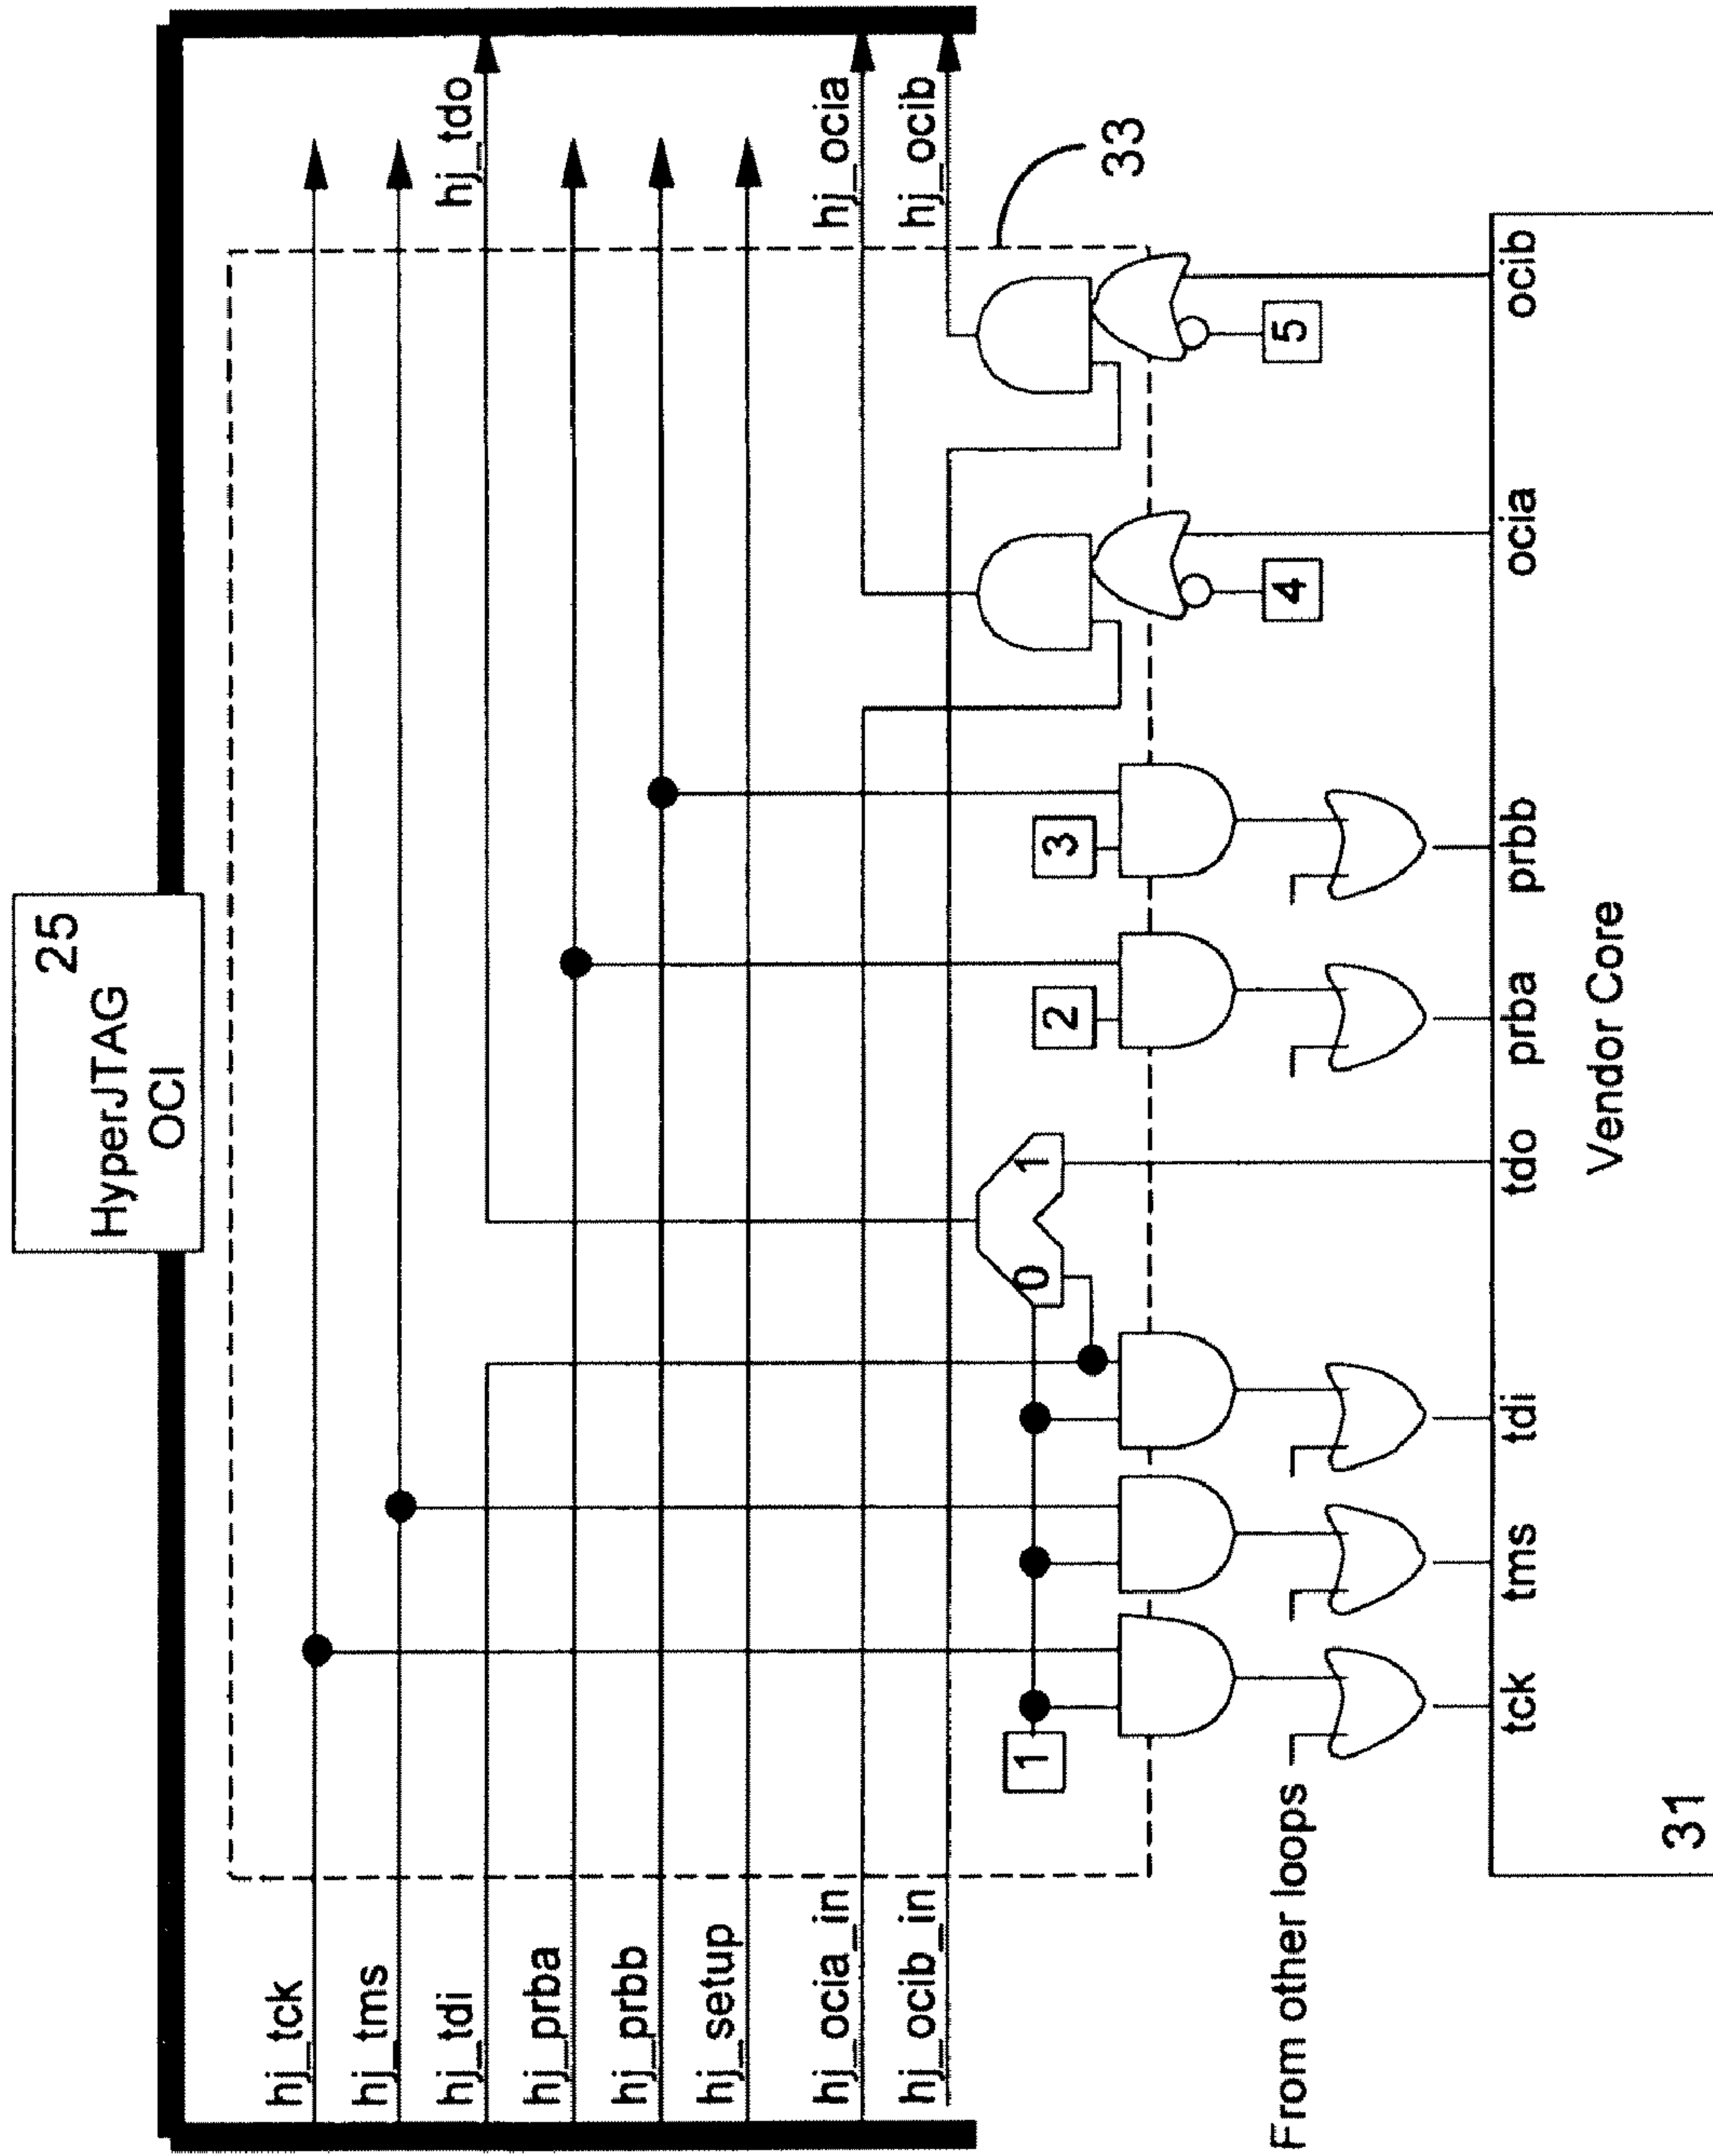 25
HyperJTAG
OCI
hj_tck
hj_tms
hj_tdi
hj_tdo
hj_prba
hj_prbb
hj_setup
hj_ocia_in
hj_ocia
hj_ocib_in
hj_ocib
33
1
0
1
2
3
4
5
From other loops
tck
tms
tdi
tdo
prba
prbb
ocia
ocib
Vendor Core
31